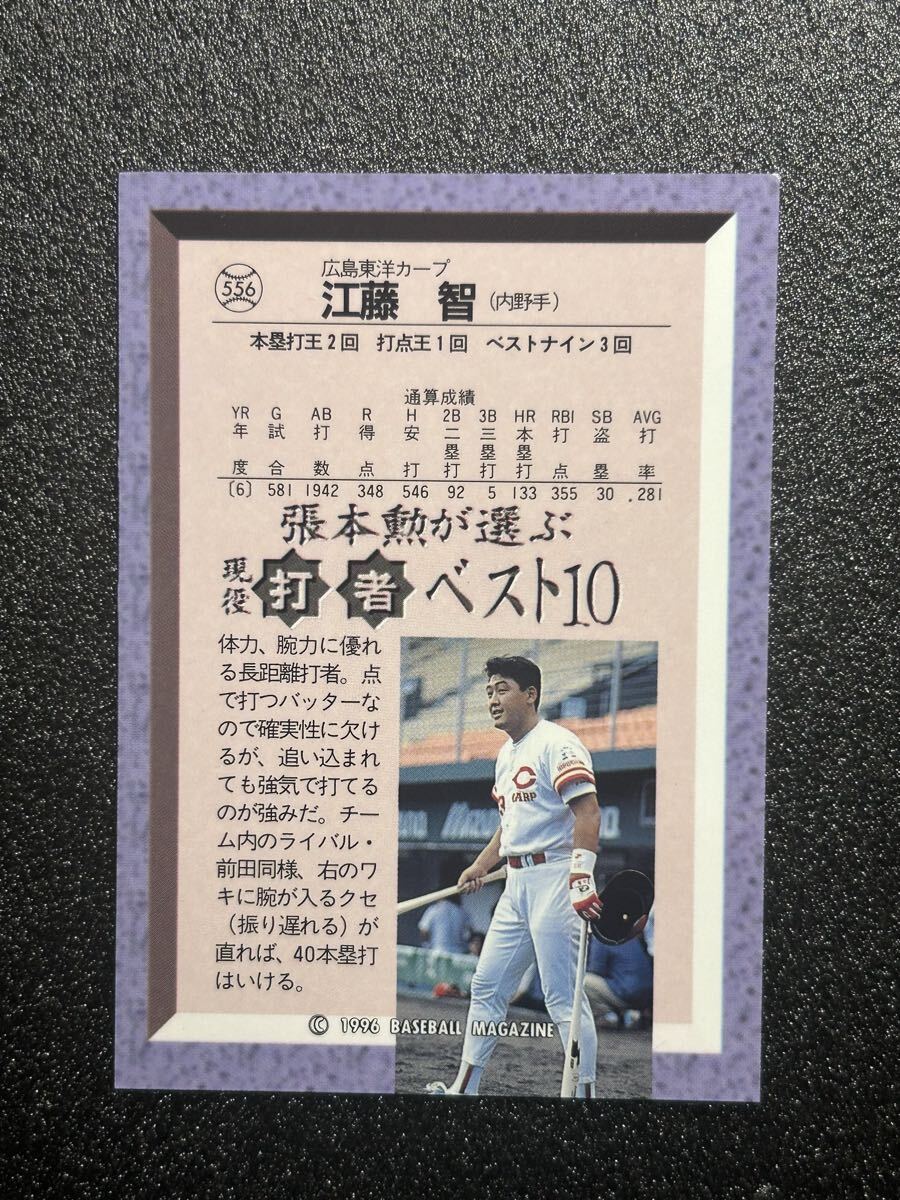 556
広島東洋カープ
江藤 智 (内野手)
本塁打王2回 打点王1回 ベストナイン3回
通算成績
YR G AB R H 2B 3B HR RBI SB AVG
年度 試合 打数 得点 安打 二塁打 三塁打 本塁打 打点 盗塁 打率
〔6〕 581 1942 348 546 92 5 133 355 30 .281
張本勲が選ぶ
現役 打者 ベスト10
体力、腕力に優れ
る長距離打者。点
で打つバッターな
ので確実性に欠け
るが、追い込まれ
ても強気で打てる
のが強みだ。チー
ム内のライバル・
前田同様、右のワ
キに腕が入るクセ
(振り遅れる)が
直れば、40本塁打
はいける。
C
CARP
© 1996 BASEBALL MAGAZINE